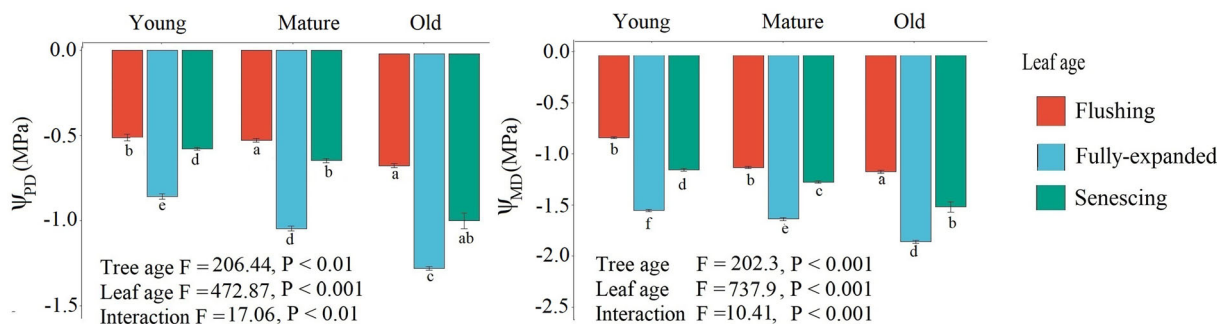 Young Mature Old
0.0
-0.5
-1.0
-1.5
ΨPD(MPa)
b
e
d
a
d
b
a
c
ab
Tree age F = 206.44, P < 0.01
Leaf age F = 472.87, P < 0.001
Interaction F = 17.06, P < 0.01
Young Mature Old
0.0
-0.5
-1.0
-1.5
-2.0
-2.5
ΨMD(MPa)
b
f
d
b
e
c
a
d
b
Tree age F = 202.3, P < 0.001
Leaf age F = 737.9, P < 0.001
Interaction F = 10.41, P < 0.001
Leaf age
Flushing
Fully-expanded
Senescing